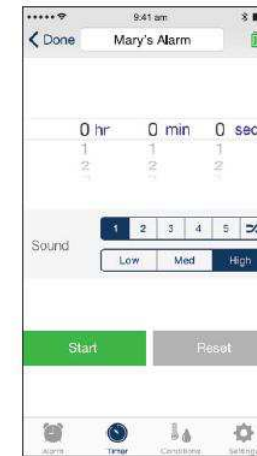 9:41 am
Done Mary's Alarm
0 hr 0 min 0 sec
1 1 1
2 2 2
Sound 1 2 3 4 5
Low Med High
Start Reset
Alarm Timer Conditions Settings